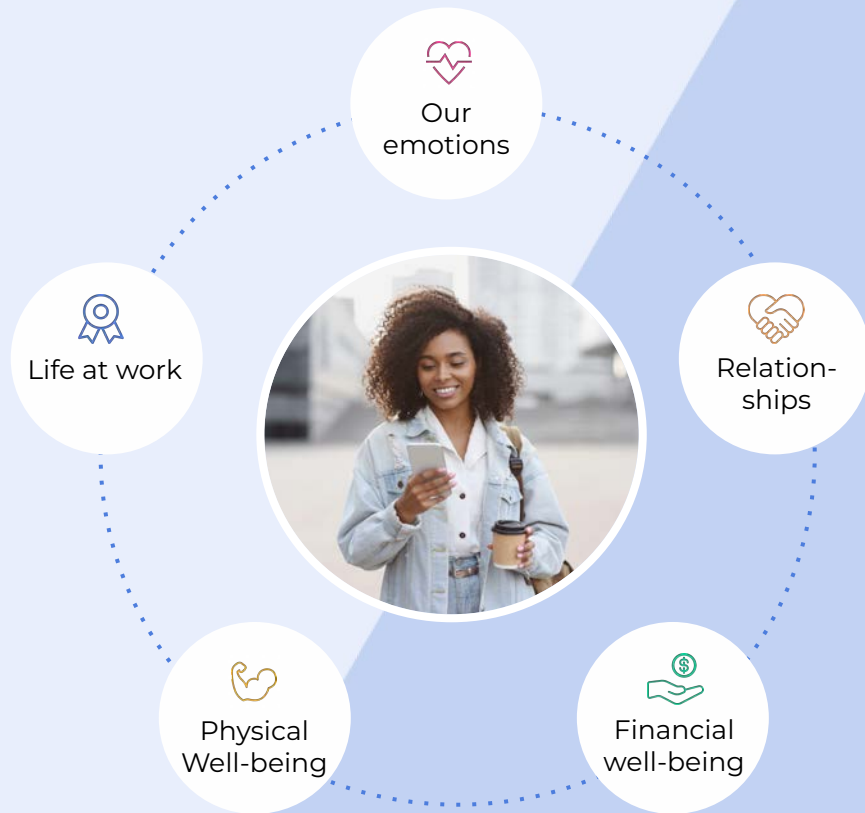 Our
emotions
Life at work
Relation-
ships
Physical
Well-being
Financial
well-being